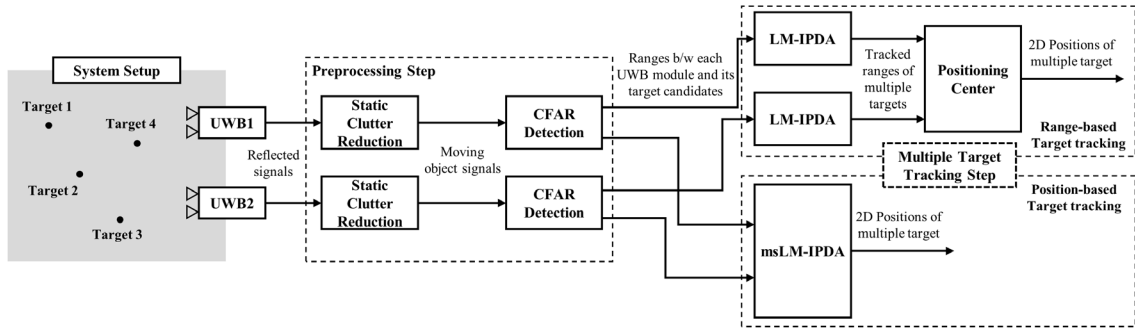 System Setup
Target 1
Target 4
Target 2
Target 3
UWB1
UWB2
Reflected
signals
Preprocessing Step
Static
Clutter
Reduction
Static
Clutter
Reduction
Moving
object signals
CFAR
Detection
CFAR
Detection
Ranges b/w each
UWB module and its
target candidates
LM-IPDA
LM-IPDA
Tracked
ranges of
multiple
targets
Positioning
Center
2D Positions of
multiple target
Range-based
Target tracking
Multiple Target
Tracking Step
Position-based
Target tracking
msLM-IPDA
2D Positions of
multiple target